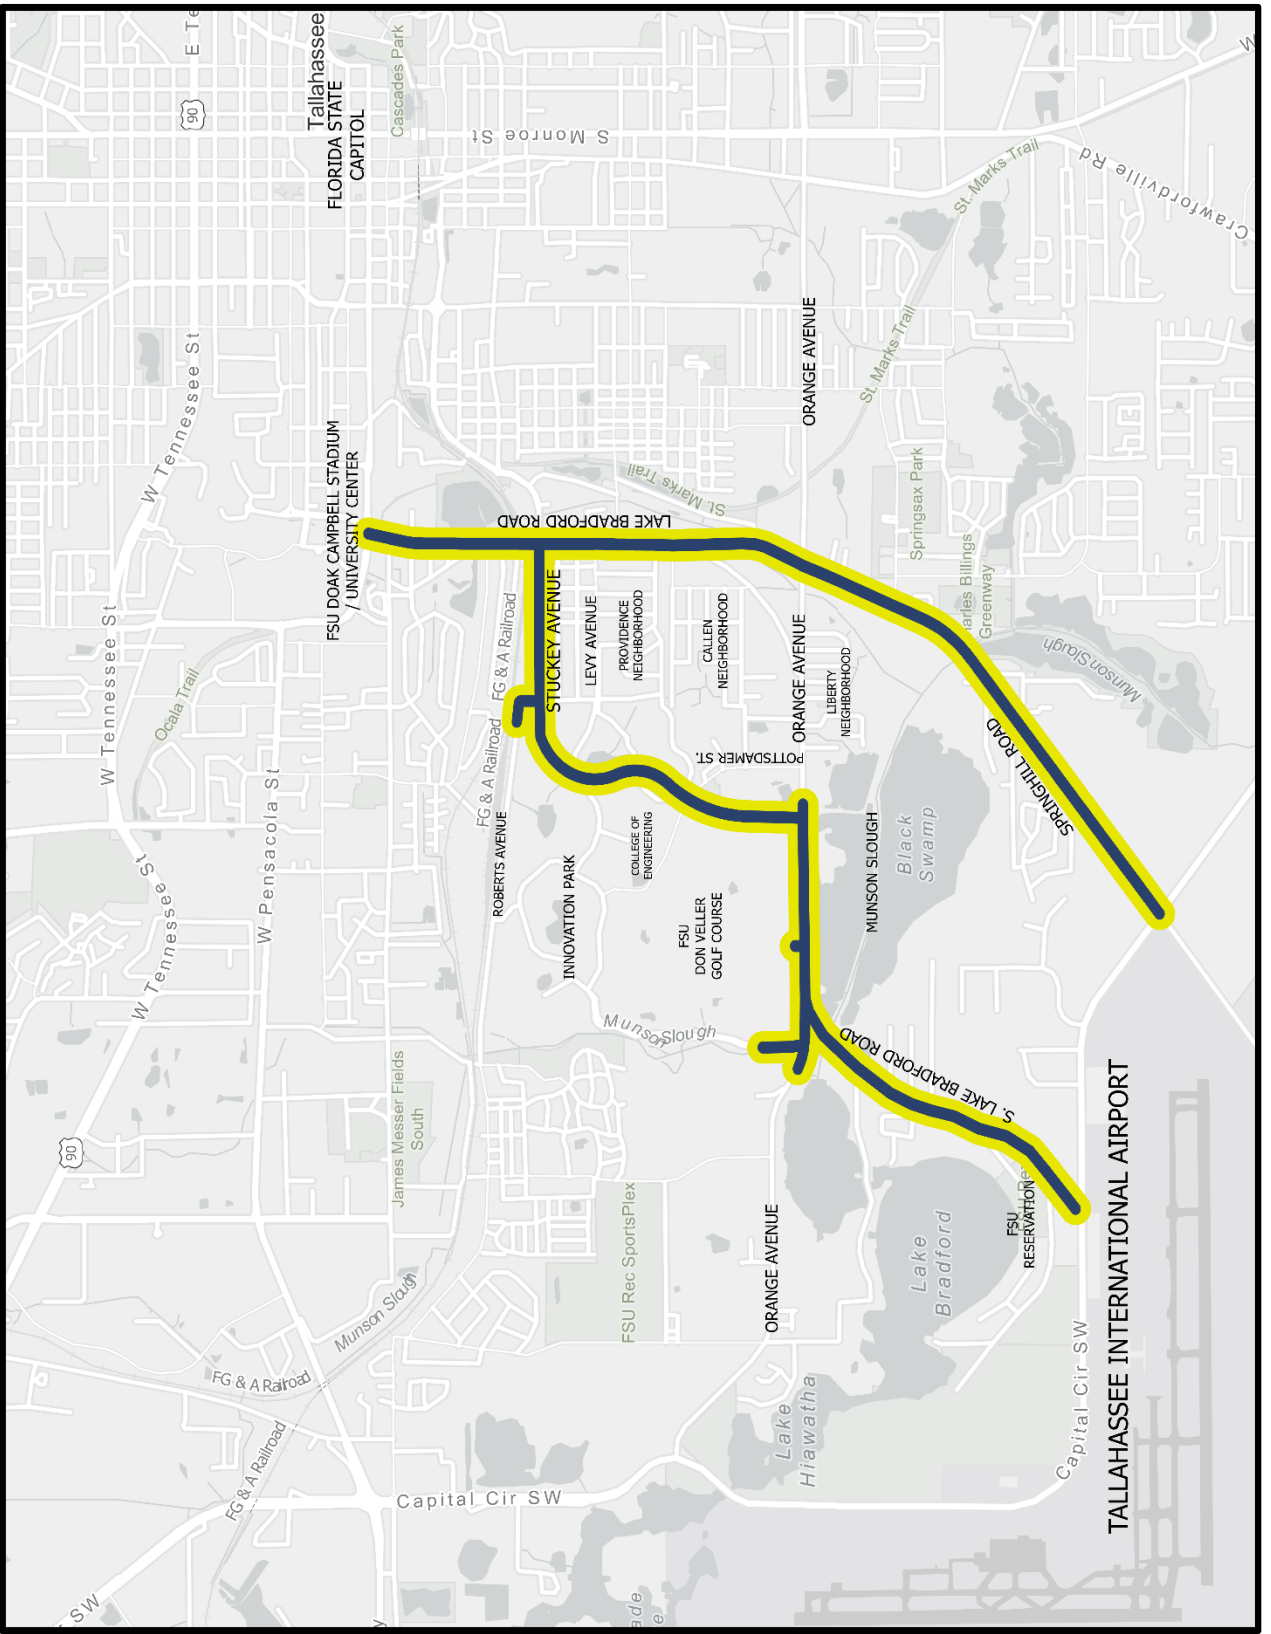 W Tennessee St
W Tennessee St
W Tennessee St
W Tennessee St
90
E Te
Tallahassee
FLORIDA STATE
CAPITOL
Cascades Park
S Monroe St
Crawfordville Rd
St. Marks Trail
St. Marks Trail
St. Marks Trail
ORANGE AVENUE
Springsax Park
arles Billings
Greenway
Munson Slough
FSU DOAK CAMPBELL STADIUM
/ UNIVERSITY CENTER
LAKE BRADFORD ROAD
STUCKEY AVENUE
LEVY AVENUE
PROVIDENCE
NEIGHBORHOOD
CALLEN
NEIGHBORHOOD
ORANGE AVENUE
LIBERTY
NEIGHBORHOOD
POTTSDAMER ST.
SPRINGHILL ROAD
FG & A Railroad
FG & A Railroad
Ocala Trail
W Pensacola St
ROBERTS AVENUE
INNOVATION PARK
COLLEGE OF
ENGINEERING
FSU
DON VELLER
GOLF COURSE
MUNSON SLOUGH
Black
Swamp
Munson Slough
S. LAKE BRADFORD ROAD
90
James Messer Fields
South
FSU Rec SportsPlex
ORANGE AVENUE
Lake
Bradford
FSU
RESERVATION
TALLAHASSEE INTERNATIONAL AIRPORT
Munson Slough
FG & A Railroad
FG & A Railroad
Lake
Hiawatha
Capital Cir SW
Capital Cir SW
SW
ade